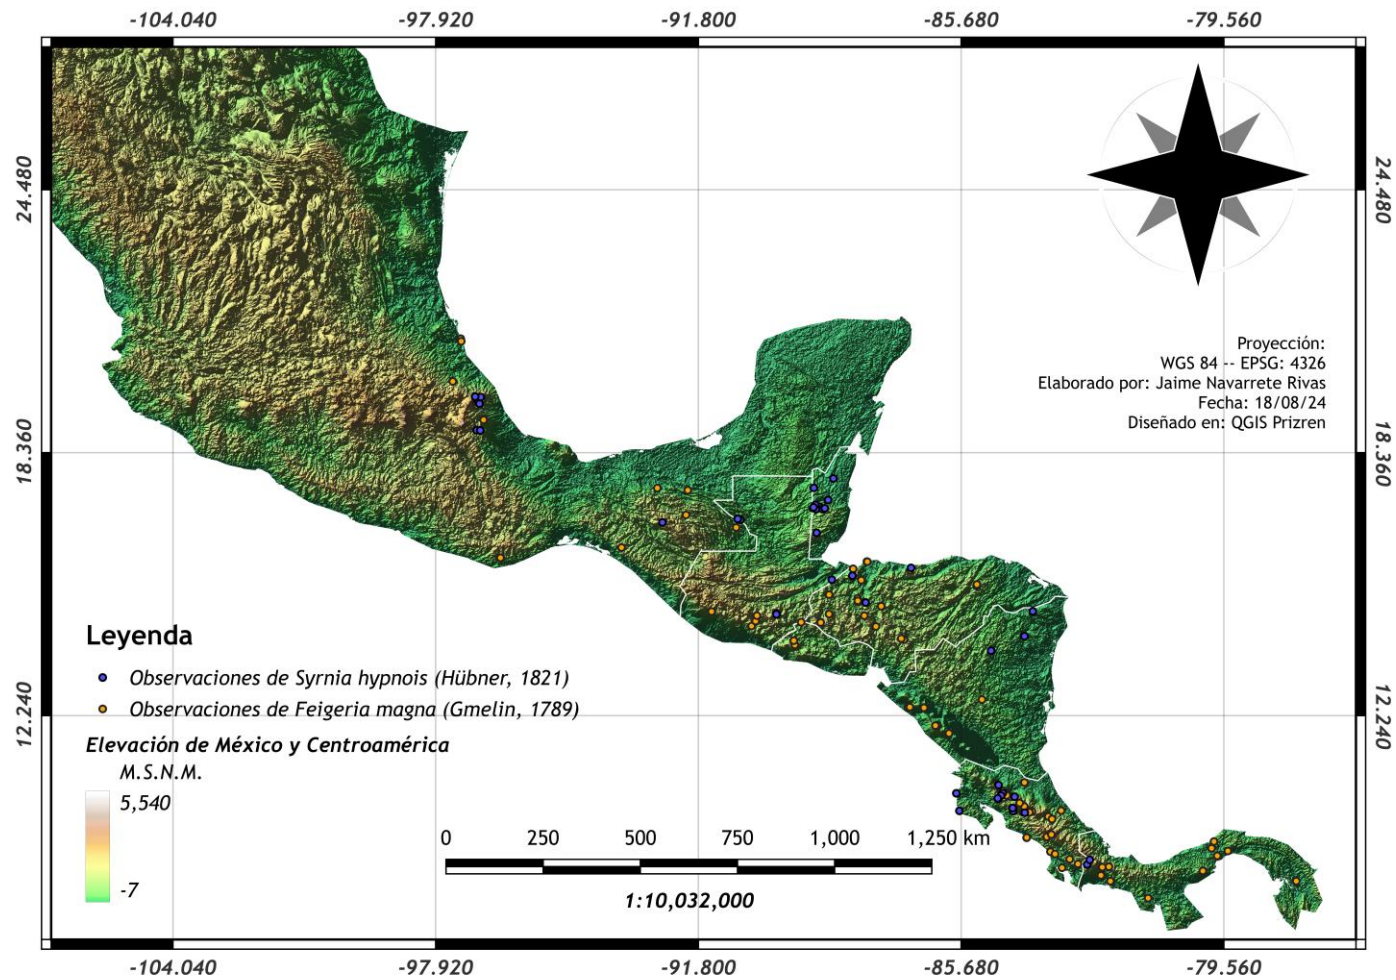 -104.040 -97.920 -91.800 -85.680 -79.560
24.480 24.480
Proyección:
WGS 84 -- EPSG: 4326
Elaborado por: Jaime Navarrete Rivas
Fecha: 18/08/24
Diseñado en: QGIS Prizren
18.360 18.360
Leyenda
Observaciones de Syrnia hypnois (Hübner, 1821)
Observaciones de Feigeria magna (Gmelin, 1789)
12.240 12.240
Elevación de México y Centroamérica
M.S.N.M.
5,540
-7
0 250 500 750 1,000 1,250 km
1:10,032,000
-104.040 -97.920 -91.800 -85.680 -79.560